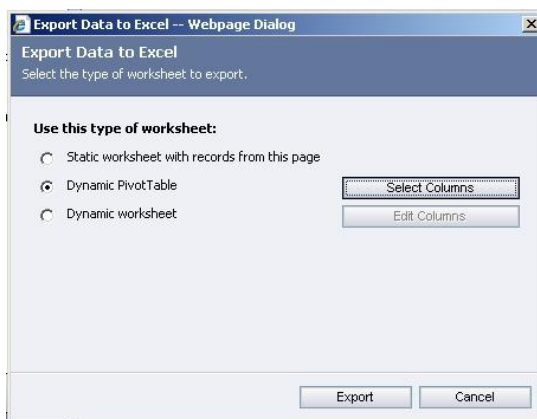 Export Data to Excel -- Webpage Dialog
Export Data to Excel
Select the type of worksheet to export.
Use this type of worksheet:
Static worksheet with records from this page
Dynamic PivotTable
Select Columns
Dynamic worksheet
Edit Columns
Export
Cancel